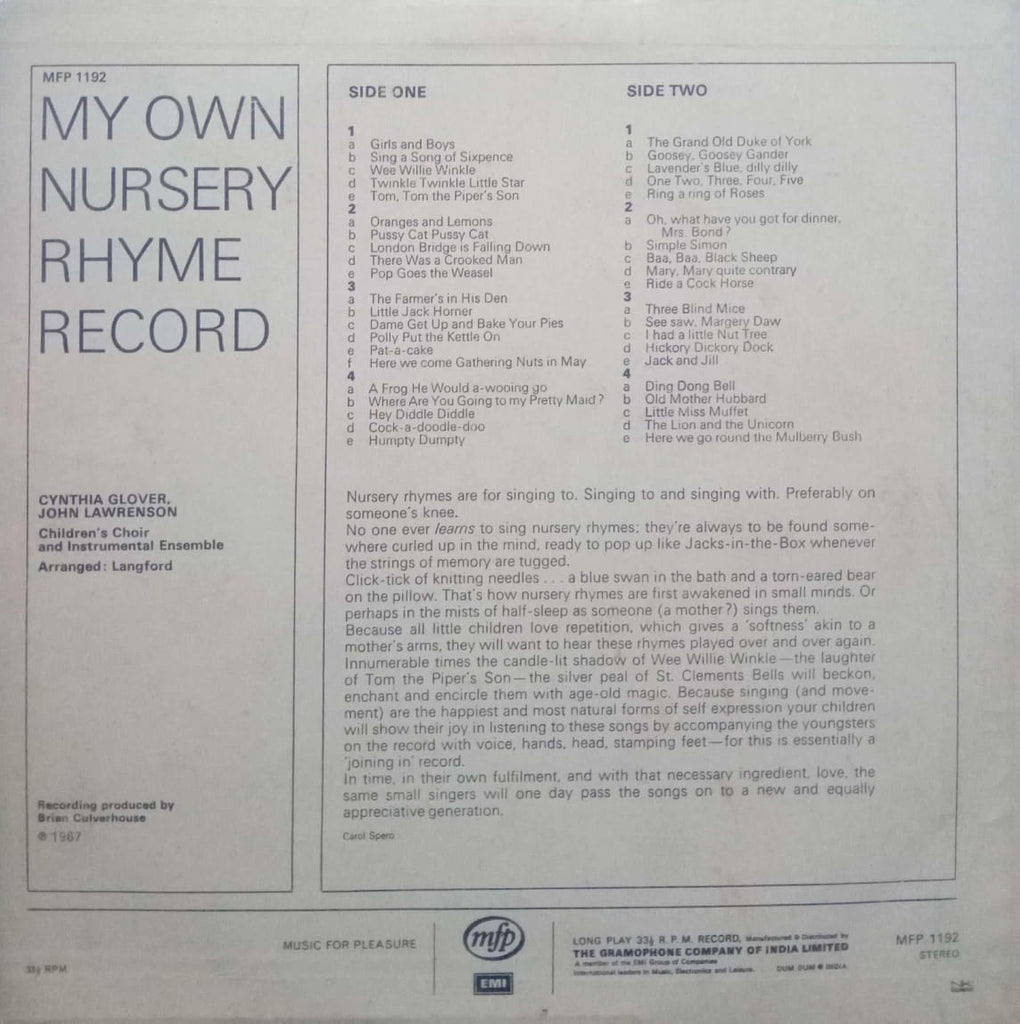 MFP 1192
MY OWN
NURSERY
RHYME
RECORD
CYNTHIA GLOVER,
JOHN LAWRENSON
Children's Choir
and Instrumental Ensemble
Arranged: Langford
Recording produced by
Brian Culverhouse
℗ 1967
SIDE ONE
1
a Girls and Boys
b Sing a Song of Sixpence
c Wee Willie Winkle
d Twinkle Twinkle Little Star
e Tom, Tom the Piper's Son
2
a Oranges and Lemons
b Pussy Cat Pussy Cat
c London Bridge is Falling Down
d There Was a Crooked Man
e Pop Goes the Weasel
3
a The Farmer's in His Den
b Little Jack Horner
c Dame Get Up and Bake Your Pies
d Polly Put the Kettle On
e Pat-a-cake
f Here we come Gathering Nuts in May
4
a A Frog He Would a-wooing go
b Where Are You Going to my Pretty Maid?
c Hey Diddle Diddle
d Cock-a-doodle-doo
e Humpty Dumpty
SIDE TWO
1
a The Grand Old Duke of York
b Goosey, Goosey Gander
c Lavender's Blue, dilly dilly
d One Two, Three, Four, Five
e Ring a ring of Roses
2
a Oh, what have you got for dinner,
Mrs. Bond?
b Simple Simon
c Baa, Baa, Black Sheep
d Mary, Mary quite contrary
e Ride a Cock Horse
3
a Three Blind Mice
b See saw, Margery Daw
c I had a little Nut Tree
d Hickory Dickory Dock
e Jack and Jill
4
a Ding Dong Bell
b Old Mother Hubbard
c Little Miss Muffet
d The Lion and the Unicorn
e Here we go round the Mulberry Bush
Nursery rhymes are for singing to. Singing to and singing with. Preferably on
someone's knee.
No one ever learns to sing nursery rhymes; they're always to be found some-
where curled up in the mind, ready to pop up like Jacks-in-the-Box whenever
the strings of memory are tugged.
Click-tick of knitting needles . . . a blue swan in the bath and a torn-eared bear
on the pillow. That's how nursery rhymes are first awakened in small minds. Or
perhaps in the mists of half-sleep as someone (a mother?) sings them.
Because all little children love repetition, which gives a 'softness' akin to a
mother's arms, they will want to hear these rhymes played over and over again.
Innumerable times the candle-lit shadow of Wee Willie Winkle—the laughter
of Tom the Piper's Son—the silver peal of St. Clements Bells will beckon,
enchant and encircle them with age-old magic. Because singing (and move-
ment) are the happiest and most natural forms of self expression your children
will show their joy in listening to these songs by accompanying the youngsters
on the record with voice, hands, head, stamping feet—for this is essentially a
'joining in' record.
In time, in their own fulfilment, and with that necessary ingredient, love, the
same small singers will one day pass the songs on to a new and equally
appreciative generation.
Carol Spero
33⅓ RPM
MUSIC FOR PLEASURE
mfp
EMI
LONG PLAY 33⅓ R.P.M. RECORD, Manufactured & Distributed by
THE GRAMOPHONE COMPANY OF INDIA LIMITED
A member of the EMI Group of Companies
International leaders in Music, Electronics and Leisure. DUM DUM ● INDIA
MFP 1192
STEREO